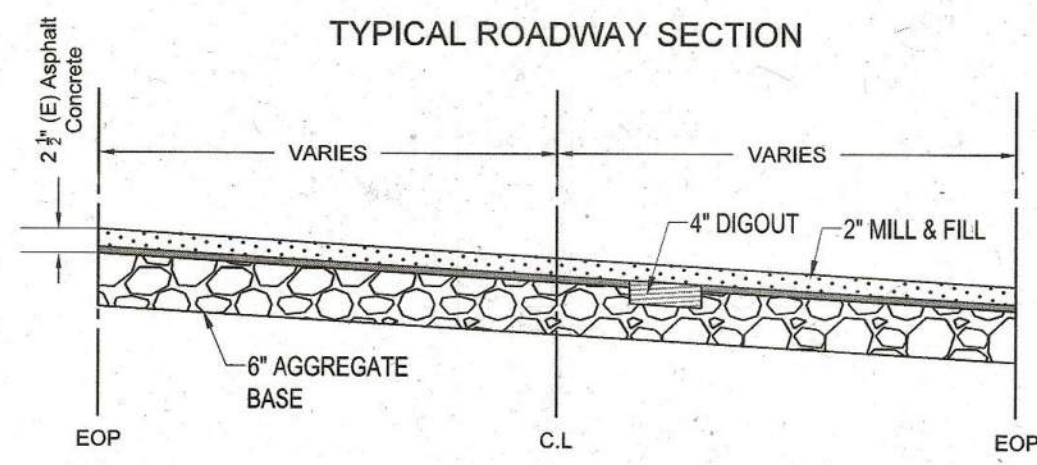 TYPICAL ROADWAY SECTION
2 1/2" (E) Asphalt
Concrete
VARIES
VARIES
4" DIGOUT
2" MILL & FILL
6" AGGREGATE
BASE
EOP
C.L
EOP